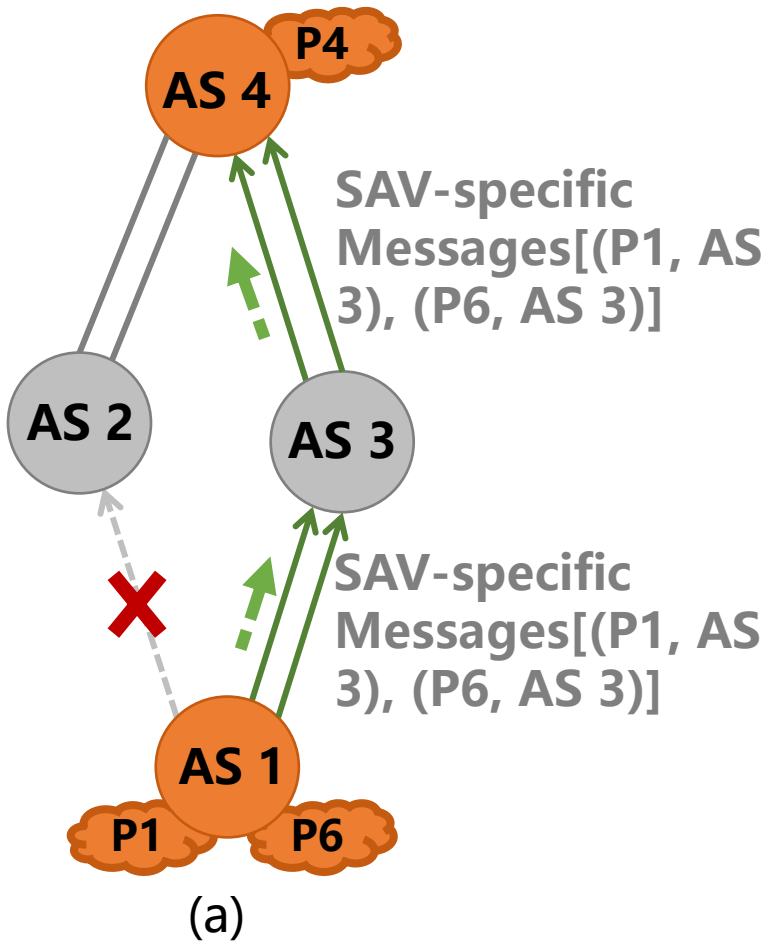 P4
AS 4
SAV-specific
Messages[(P1, AS
3), (P6, AS 3)]
AS 2
AS 3
SAV-specific
Messages[(P1, AS
3), (P6, AS 3)]
AS 1
P1
P6
(a)